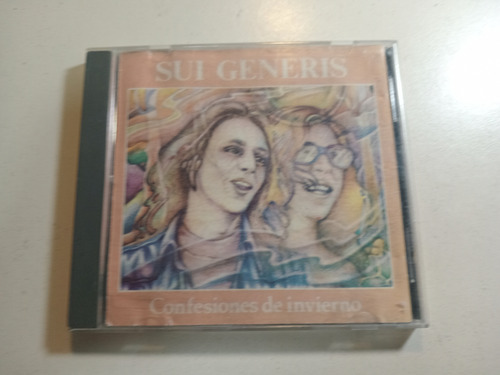 SUI GENERIS
Confesiones de invierno